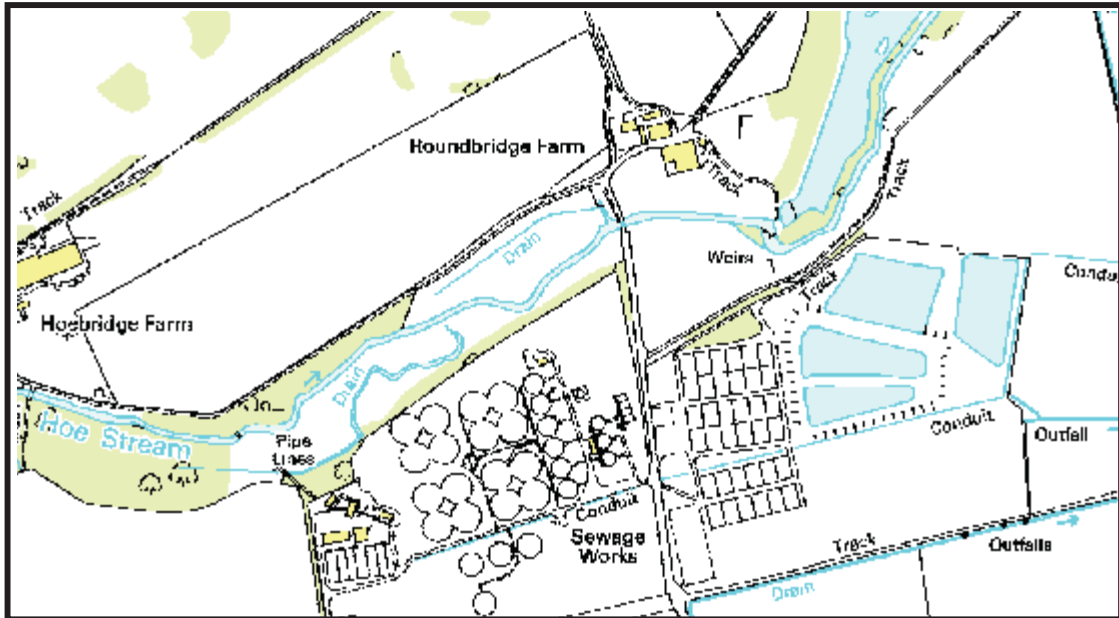 Roundbridge Farm
Track
Track
Track
Drain
Weirs
Track
Hoebridge Farm
Drain
Hoe Stream
Pipe
Lines
Conduit
Outfall
Conduit
Sewage
Works
Track
Outfalls
Drain